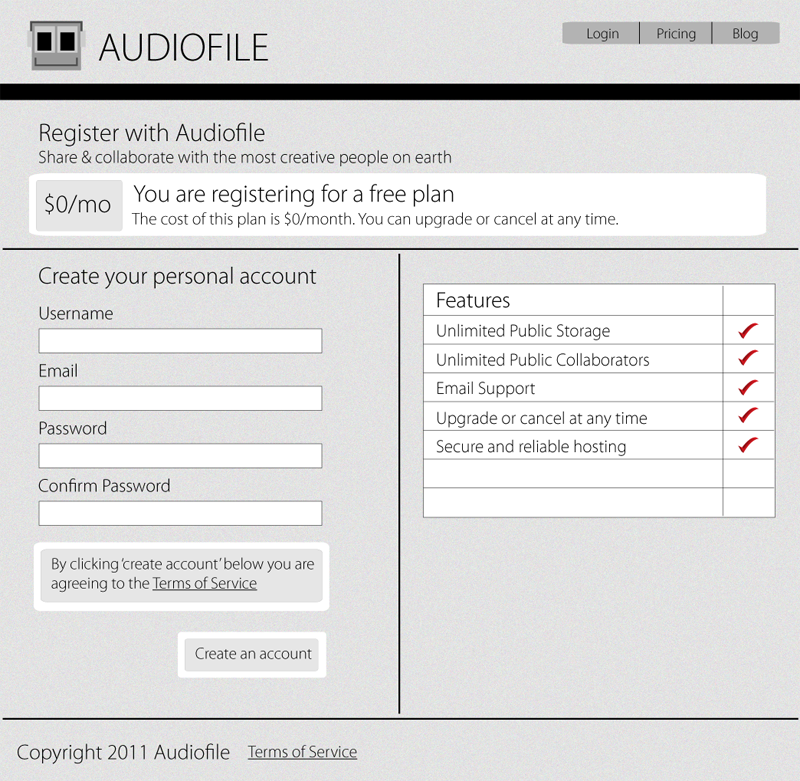 AUDIOFILE
Login
Pricing
Blog
Register with Audiofile
Share & collaborate with the most creative people on earth
$0/mo
You are registering for a free plan
The cost of this plan is $0/month. You can upgrade or cancel at any time.
Create your personal account
Username
Email
Password
Confirm Password
By clicking 'create account' below you are
agreeing to the Terms of Service
Create an account
Features
Unlimited Public Storage
Unlimited Public Collaborators
Email Support
Upgrade or cancel at any time
Secure and reliable hosting
Copyright 2011 Audiofile
Terms of Service